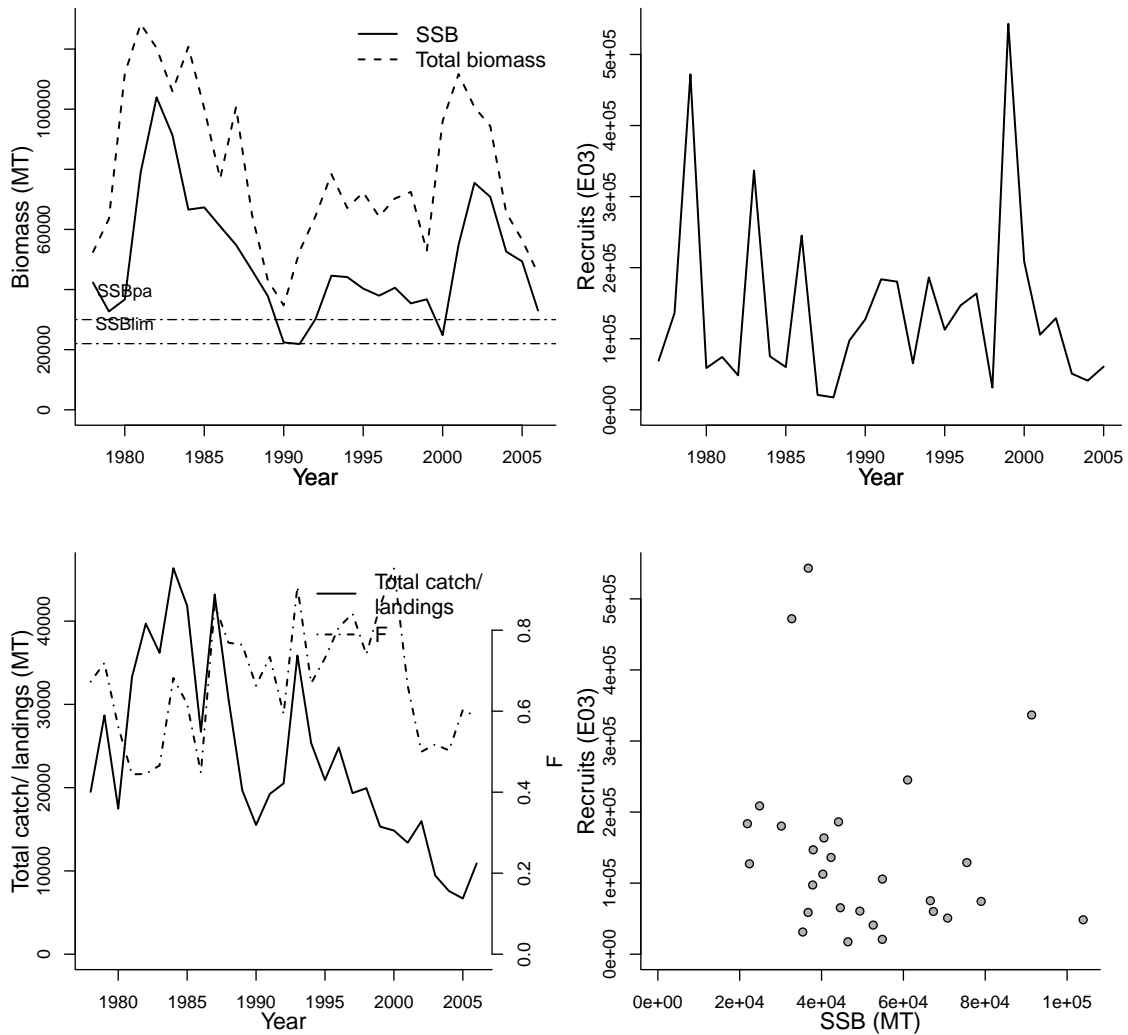 SSB
Total biomass
Biomass (MT)
0
20000
60000
100000
SSBpa
SSBlim
1980
1985
1990
1995
2000
2005
Year
Recruits (E03)
0e+00
1e+05
2e+05
3e+05
4e+05
5e+05
1980
1985
1990
1995
2000
2005
Year
Total catch/
landings
F
Total catch/ landings (MT)
0
10000
20000
30000
40000
0.0
0.2
0.4
0.6
0.8
F
1980
1985
1990
1995
2000
2005
Year
Recruits (E03)
0e+00
1e+05
2e+05
3e+05
4e+05
5e+05
0e+00
2e+04
4e+04
6e+04
8e+04
1e+05
SSB (MT)